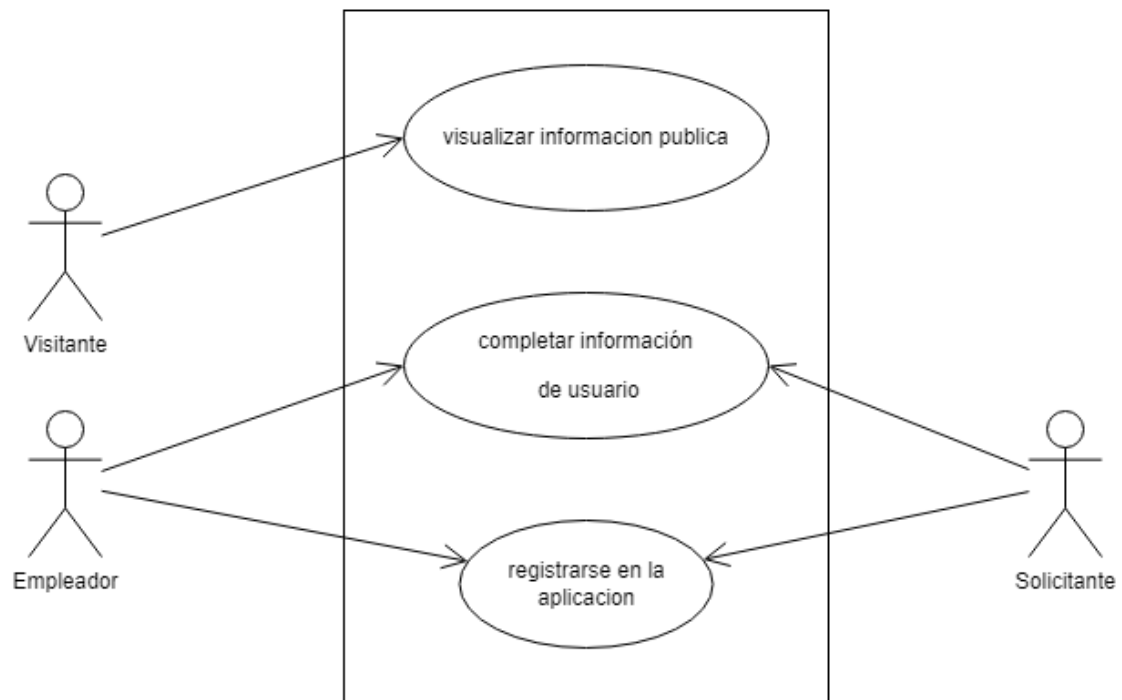 visualizar informacion publica
Visitante
completar información
de usuario
Empleador
Solicitante
registrarse en la
aplicacion